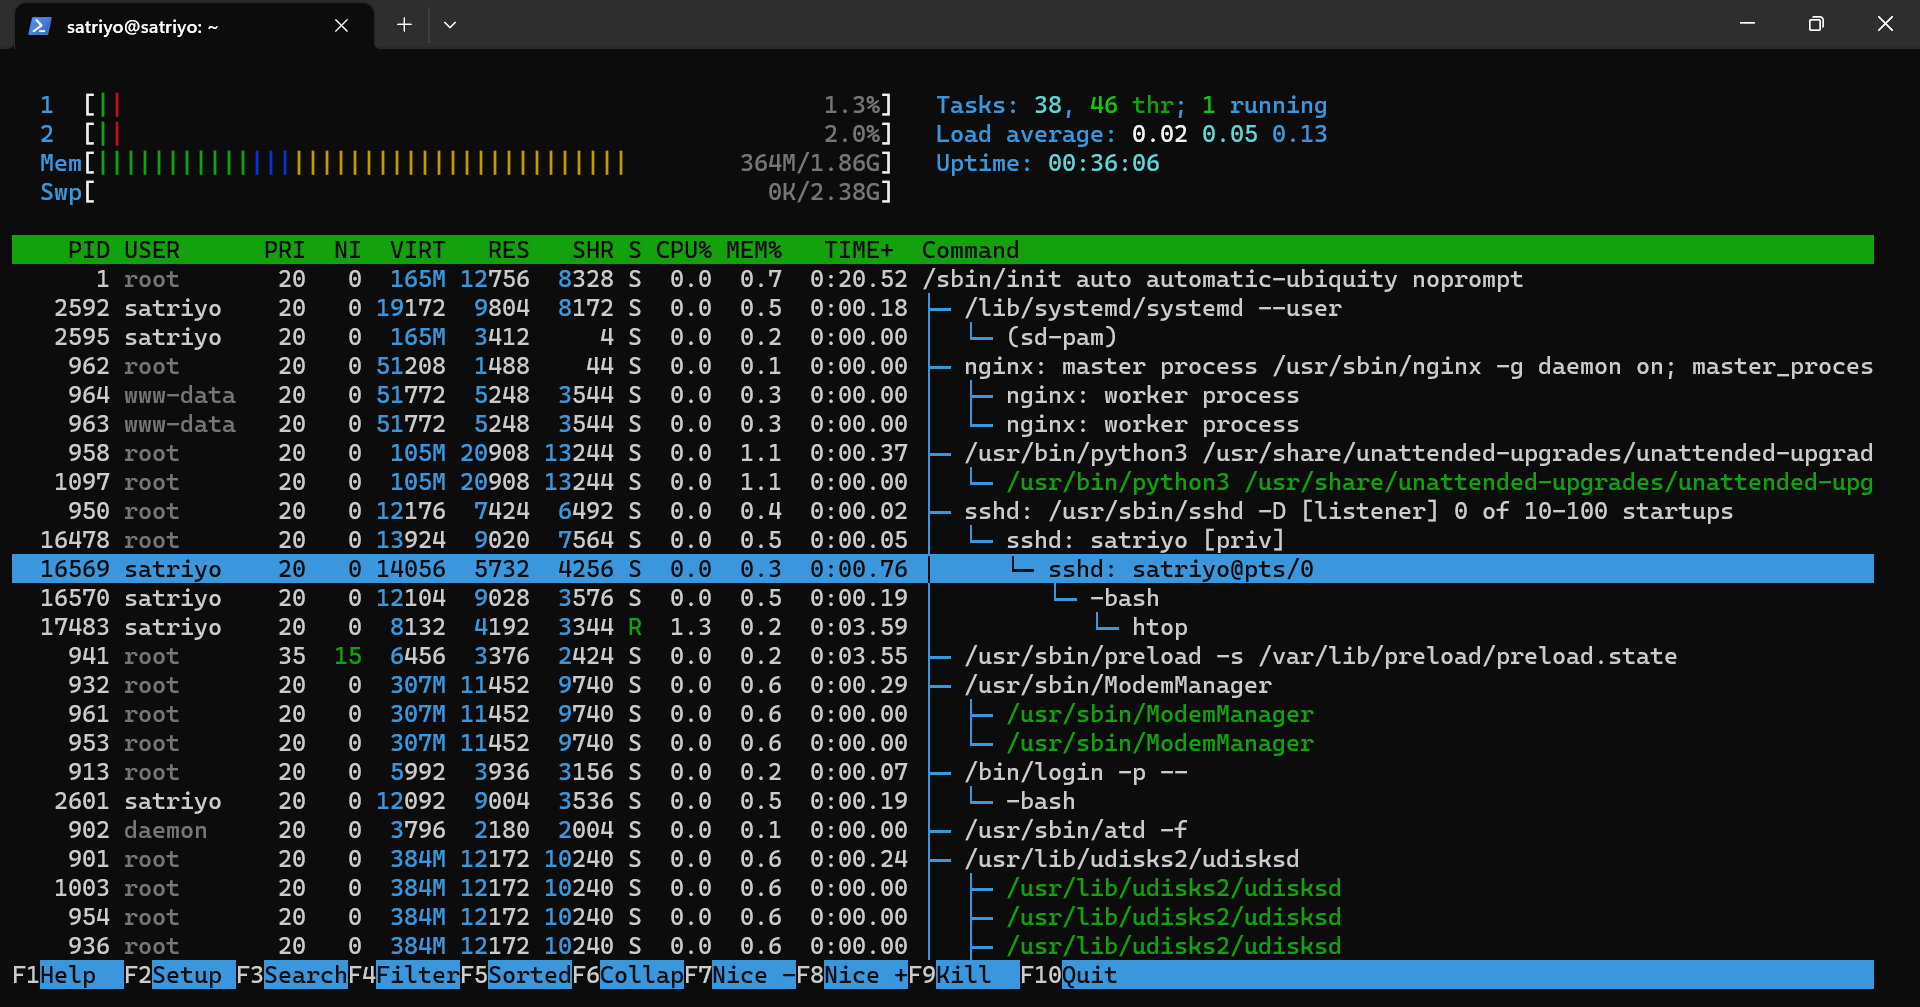 satriyo@satriyo: ~
1 [|| 1.3%] Tasks: 38, 46 thr; 1 running
2 [|| 2.0%] Load average: 0.02 0.05 0.13
Mem[|||||||||||||||||||||||||||||||||||||| 364M/1.86G] Uptime: 00:36:06
Swp[ 0K/2.38G]
PID USER PRI NI VIRT RES SHR S CPU% MEM% TIME+ Command
1 root 20 0 165M 12756 8328 S 0.0 0.7 0:20.52 /sbin/init auto automatic-ubiquity noprompt
2592 satriyo 20 0 19172 9804 8172 S 0.0 0.5 0:00.18 ├─ /lib/systemd/systemd --user
2595 satriyo 20 0 165M 3412 4 S 0.0 0.2 0:00.00 │ └─ (sd-pam)
962 root 20 0 51208 1488 44 S 0.0 0.1 0:00.00 ├─ nginx: master process /usr/sbin/nginx -g daemon on; master_proces
964 www-data 20 0 51772 5248 3544 S 0.0 0.3 0:00.00 │ ├─ nginx: worker process
963 www-data 20 0 51772 5248 3544 S 0.0 0.3 0:00.00 │ └─ nginx: worker process
958 root 20 0 105M 20908 13244 S 0.0 1.1 0:00.37 ├─ /usr/bin/python3 /usr/share/unattended-upgrades/unattended-upgrad
1097 root 20 0 105M 20908 13244 S 0.0 1.1 0:00.00 │ └─ /usr/bin/python3 /usr/share/unattended-upgrades/unattended-upg
950 root 20 0 12176 7424 6492 S 0.0 0.4 0:00.02 ├─ sshd: /usr/sbin/sshd -D [listener] 0 of 10-100 startups
16478 root 20 0 13924 9020 7564 S 0.0 0.5 0:00.05 │ └─ sshd: satriyo [priv]
16569 satriyo 20 0 14056 5732 4256 S 0.0 0.3 0:00.76 │ └─ sshd: satriyo@pts/0
16570 satriyo 20 0 12104 9028 3576 S 0.0 0.5 0:00.19 │ └─ -bash
17483 satriyo 20 0 8132 4192 3344 R 1.3 0.2 0:03.59 │ └─ htop
941 root 35 15 6456 3376 2424 S 0.0 0.2 0:03.55 ├─ /usr/sbin/preload -s /var/lib/preload/preload.state
932 root 20 0 307M 11452 9740 S 0.0 0.6 0:00.29 ├─ /usr/sbin/ModemManager
961 root 20 0 307M 11452 9740 S 0.0 0.6 0:00.00 │ ├─ /usr/sbin/ModemManager
953 root 20 0 307M 11452 9740 S 0.0 0.6 0:00.00 │ └─ /usr/sbin/ModemManager
913 root 20 0 5992 3936 3156 S 0.0 0.2 0:00.07 ├─ /bin/login -p --
2601 satriyo 20 0 12092 9004 3536 S 0.0 0.5 0:00.19 │ └─ -bash
902 daemon 20 0 3796 2180 2004 S 0.0 0.1 0:00.00 ├─ /usr/sbin/atd -f
901 root 20 0 384M 12172 10240 S 0.0 0.6 0:00.24 ├─ /usr/lib/udisks2/udisksd
1003 root 20 0 384M 12172 10240 S 0.0 0.6 0:00.00 │ ├─ /usr/lib/udisks2/udisksd
954 root 20 0 384M 12172 10240 S 0.0 0.6 0:00.00 │ ├─ /usr/lib/udisks2/udisksd
936 root 20 0 384M 12172 10240 S 0.0 0.6 0:00.00 │ ├─ /usr/lib/udisks2/udisksd
F1Help F2Setup F3SearchF4FilterF5SortedF6CollapF7Nice -F8Nice +F9Kill F10Quit